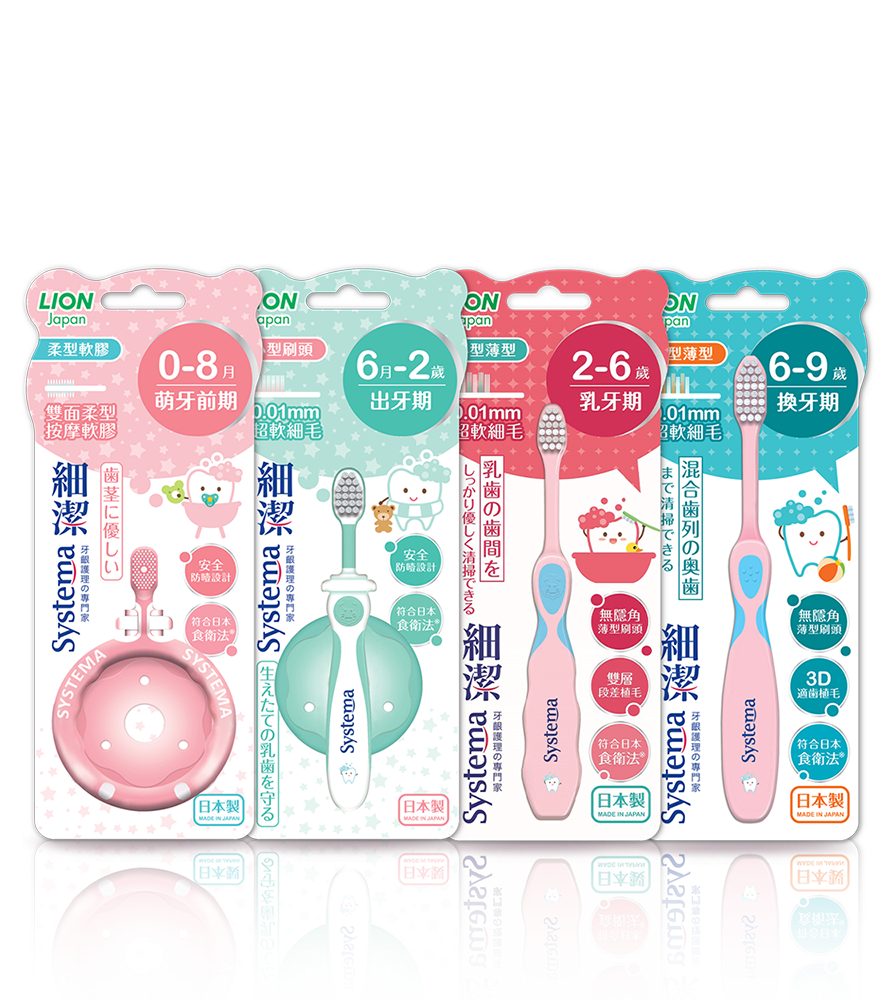 LION
Japan
柔型軟膠
0-8月
萌牙前期
雙面柔型
按摩軟膠
細潔
Systema
牙齦護理の專門家
歯茎に優しい
安全
防嗆設計
符合日本
食衛法®
SYSTEMA
SYSTEMA
日本製
MADE IN JAPAN
ON
apan
型刷頭
6月-2歲
出牙期
0.01mm
超軟細毛
細潔
Systema
牙齦護理の專門家
生えたての乳歯を守る
安全
防嗆設計
符合日本
食衛法®
Systema
日本製
MADE IN JAPAN
ON
apan
型薄型
2-6歲
乳牙期
0.01mm
超軟細毛
乳歯の歯間を
しっかり優しく清掃できる
細潔
Systema
牙齦護理の專門家
無隱角
薄型刷頭
雙層
段差植毛
符合日本
食衛法®
Systema
日本製
MADE IN JAPAN
ON
apan
型薄型
6-9歲
換牙期
.01mm
超軟細毛
混合歯列の奥歯
まで清掃できる
細潔
Systema
牙齦護理の專門家
無隱角
薄型刷頭
3D
適齒植毛
符合日本
食衛法®
Systema
日本製
MADE IN JAPAN